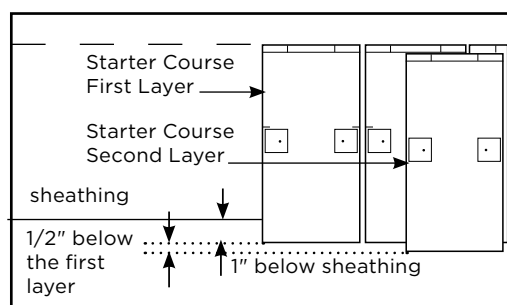 Starter Course
First Layer
Starter Course
Second Layer
sheathing
1/2" below
the first
layer
1" below sheathing